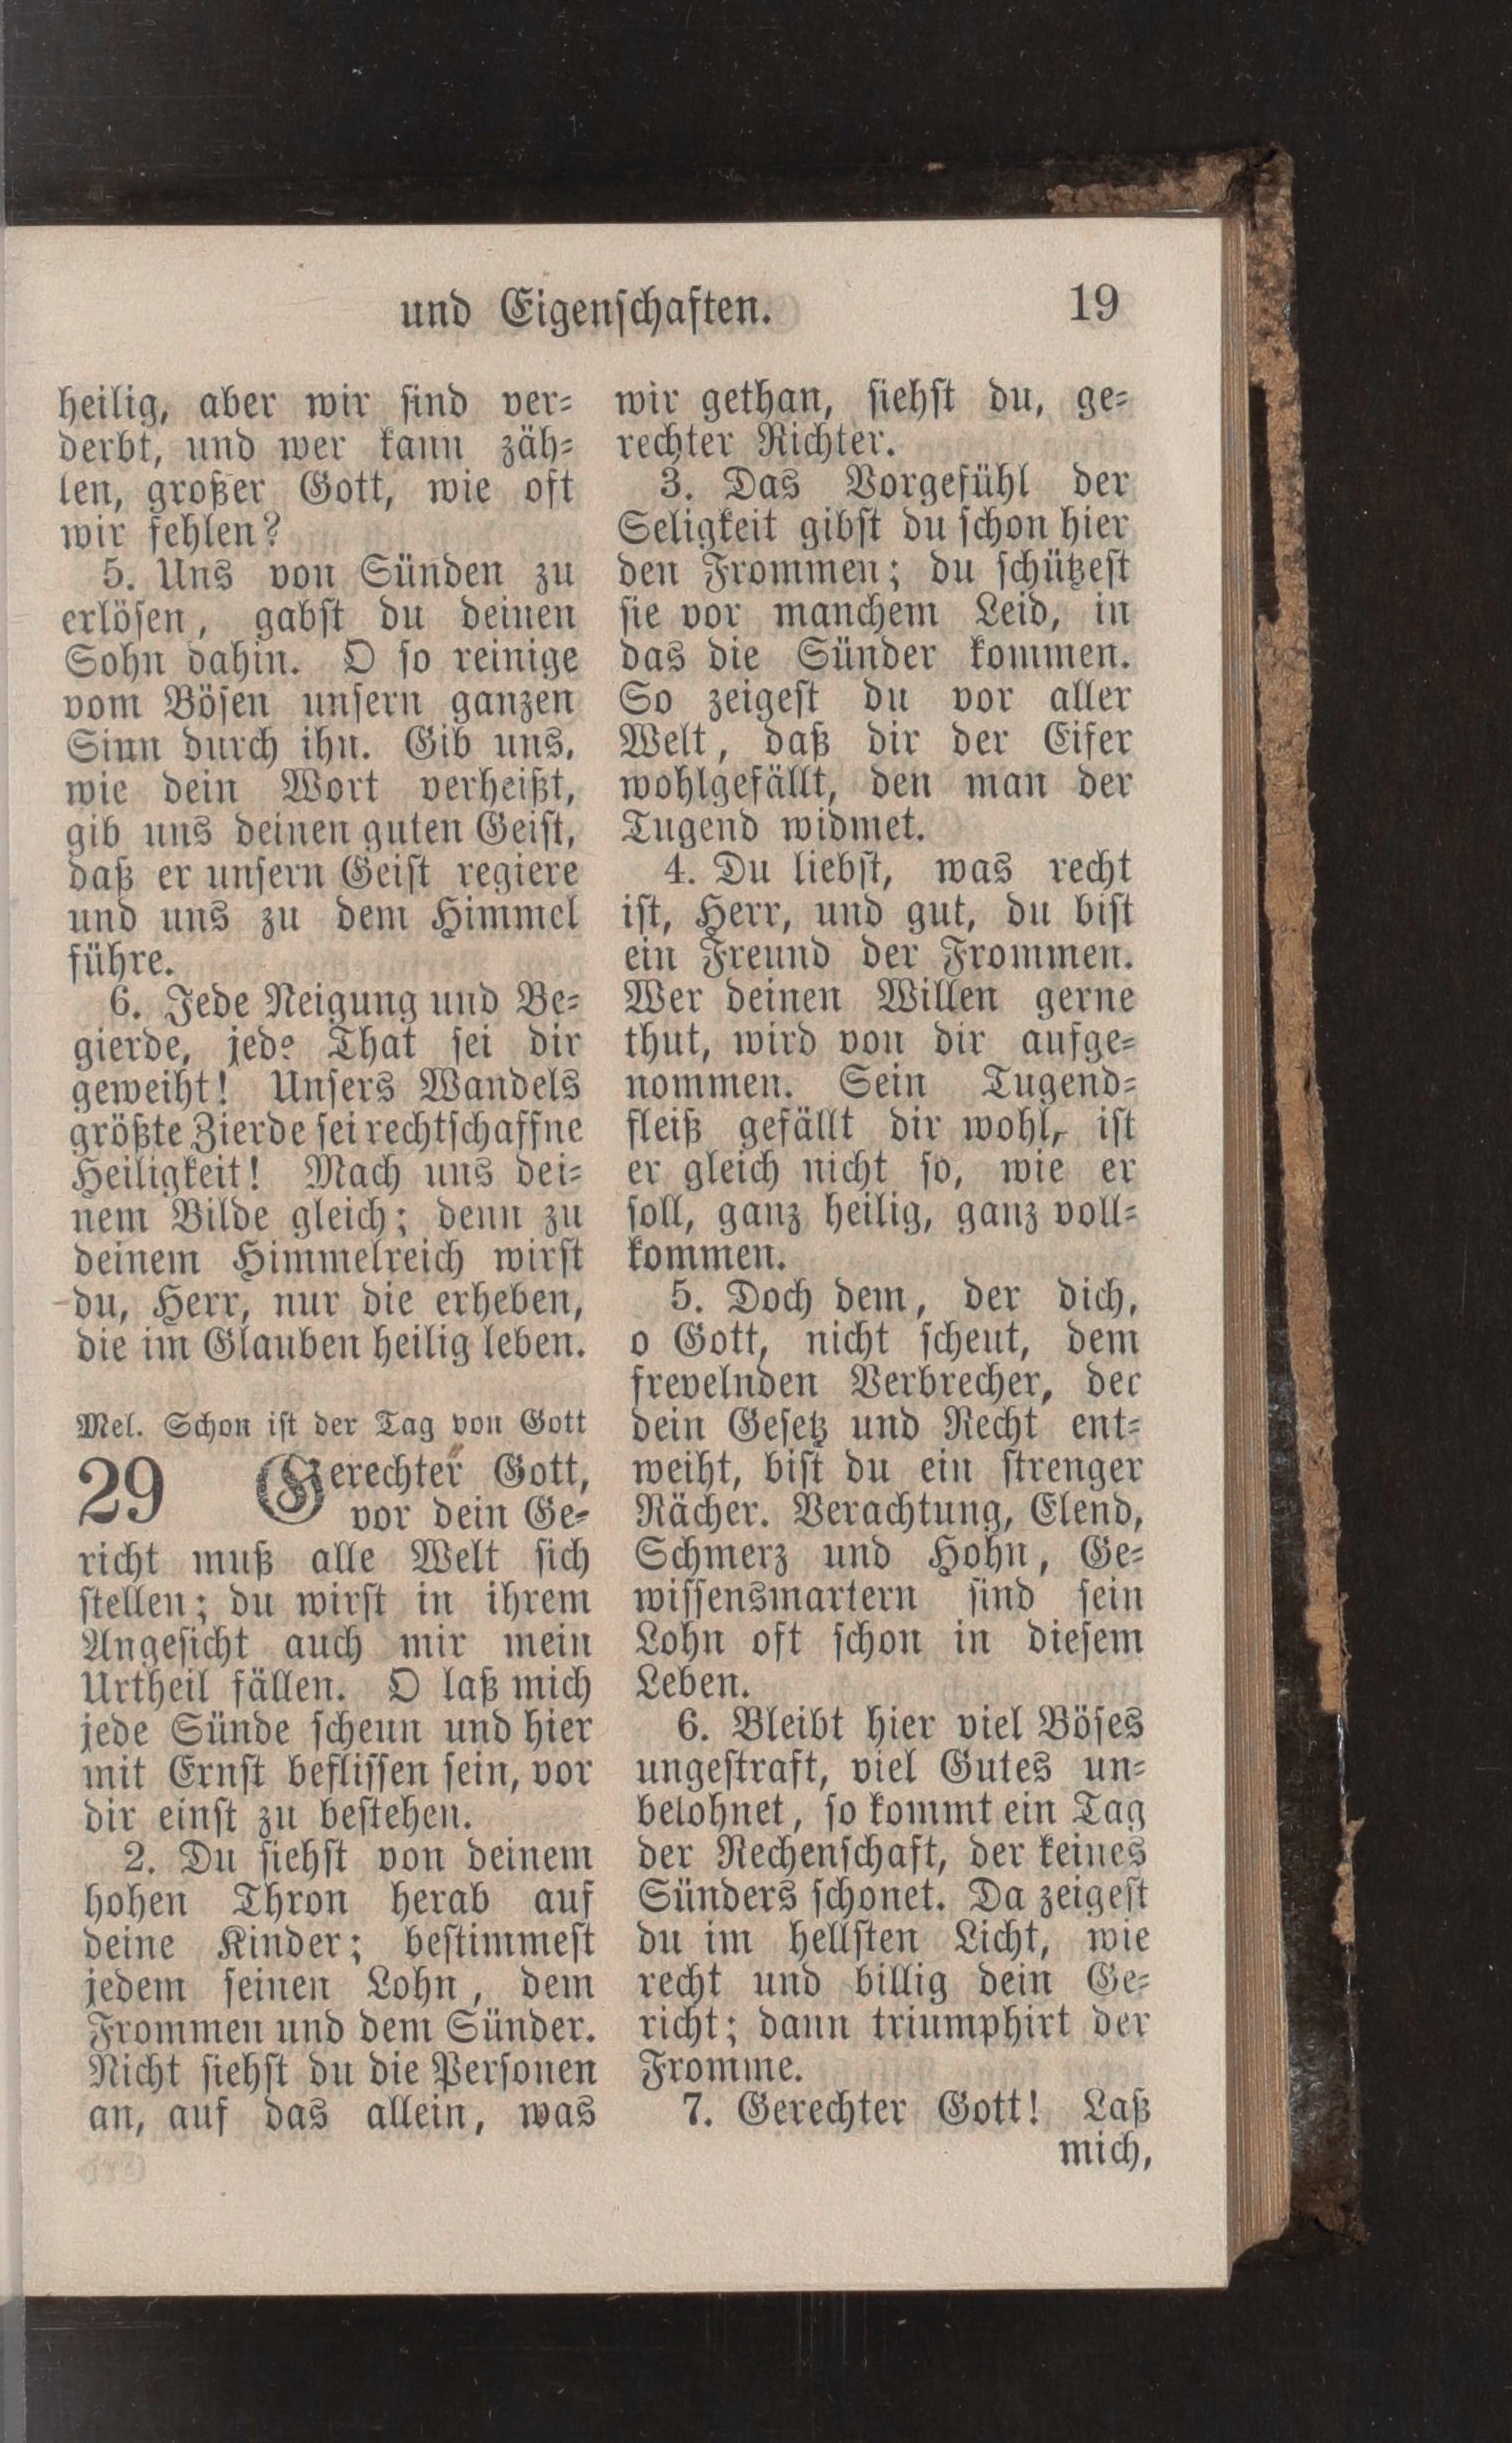 und Eigenschaften.
19
heilig, aber wir sind ver-
derbt, und wer kann zäh-
len, großer Gott, wie oft
wir fehlen?
5. Uns von Sünden zu
erlösen, gabst du deinen
Sohn dahin. O so reinige
vom Bösen unsern ganzen
Sinn durch ihn. Gib uns,
wie dein Wort verheißt,
gib uns deinen guten Geist,
daß er unsern Geist regiere
und uns zu dem Himmel
führe.
6. Jede Neigung und Be-
gierde, jede That sei dir
geweiht! Unsers Wandels
größte Zierde sei rechtschaffne
Heiligkeit! Mach uns dei-
nem Bilde gleich; denn zu
deinem Himmelreich wirst
du, Herr, nur die erheben,
die im Glauben heilig leben.
Mel. Schon ist der Tag von Gott
29 Gerechter Gott,
vor dein Ge-
richt muß alle Welt sich
stellen; du wirst in ihrem
Angesicht auch mir mein
Urtheil fällen. O laß mich
jede Sünde scheun und hier
mit Ernst beflissen sein, vor
dir einst zu bestehen.
2. Du siehst von deinem
hohen Thron herab auf
deine Kinder; bestimmest
jedem seinen Lohn, dem
Frommen und dem Sünder.
Nicht siehst du die Personen
an, auf das allein, was
wir gethan, siehst du, ge-
rechter Richter.
3. Das Vorgefühl der
Seligkeit gibst du schon hier
den Frommen; du schützest
sie vor manchem Leid, in
das die Sünder kommen.
So zeigest du vor aller
Welt, daß dir der Eifer
wohlgefällt, den man der
Tugend widmet.
4. Du liebst, was recht
ist, Herr, und gut, du bist
ein Freund der Frommen.
Wer deinen Willen gerne
thut, wird von dir aufge-
nommen. Sein Tugend-
fleiß gefällt dir wohl, ist
er gleich nicht so, wie er
soll, ganz heilig, ganz voll-
kommen.
5. Doch dem, der dich,
o Gott, nicht scheut, dem
frevelnden Verbrecher, der
dein Gesetz und Recht ent-
weiht, bist du ein strenger
Rächer. Verachtung, Elend,
Schmerz und Hohn, Ge-
wissensmartern sind sein
Lohn oft schon in diesem
Leben.
6. Bleibt hier viel Böses
ungestraft, viel Gutes un-
belohnet, so kommt ein Tag
der Rechenschaft, der keines
Sünders schonet. Da zeigest
du im hellsten Licht, wie
recht und billig dein Ge-
richt; dann triumphirt der
Fromme.
7. Gerechter Gott! Laß
mich,